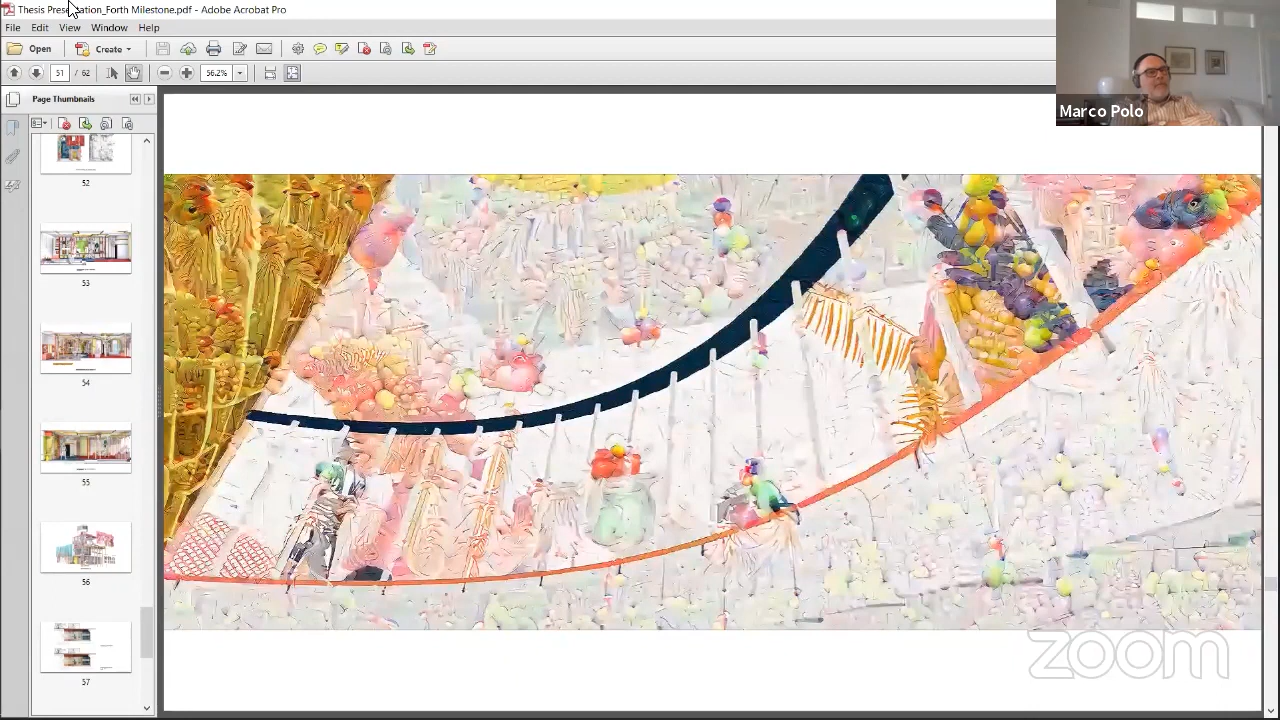 Thesis Presentation_Forth Milestone.pdf - Adobe Acrobat Pro
File Edit View Window Help
Open Create
51 / 62 56.2%
Page Thumbnails
52
53
54
55
56
57
Marco Polo
zoom